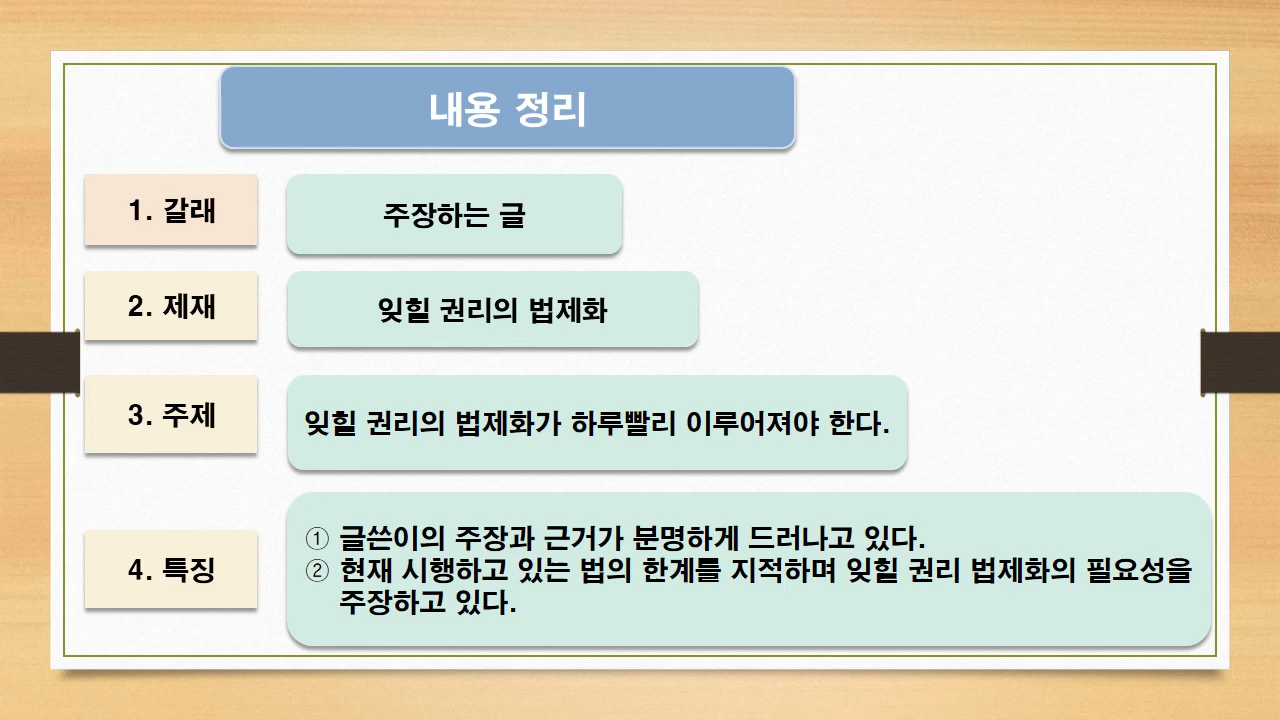 내용 정리
1. 갈래
주장하는 글
2. 제재
잊힐 권리의 법제화
3. 주제
잊힐 권리의 법제화가 하루빨리 이루어져야 한다.
4. 특징
① 글쓴이의 주장과 근거가 분명하게 드러나고 있다.
② 현재 시행하고 있는 법의 한계를 지적하며 잊힐 권리 법제화의 필요성을
주장하고 있다.